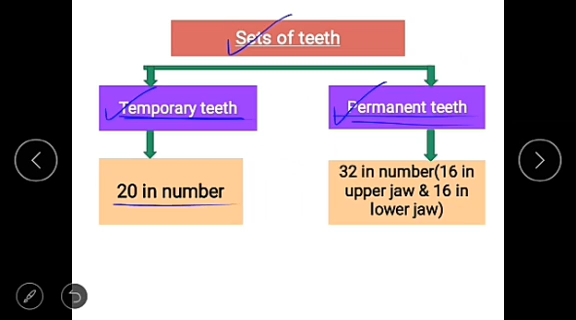 Sets of teeth
Temporary teeth
Permanent teeth
20 in number
32 in number(16 in
upper jaw & 16 in
lower jaw)